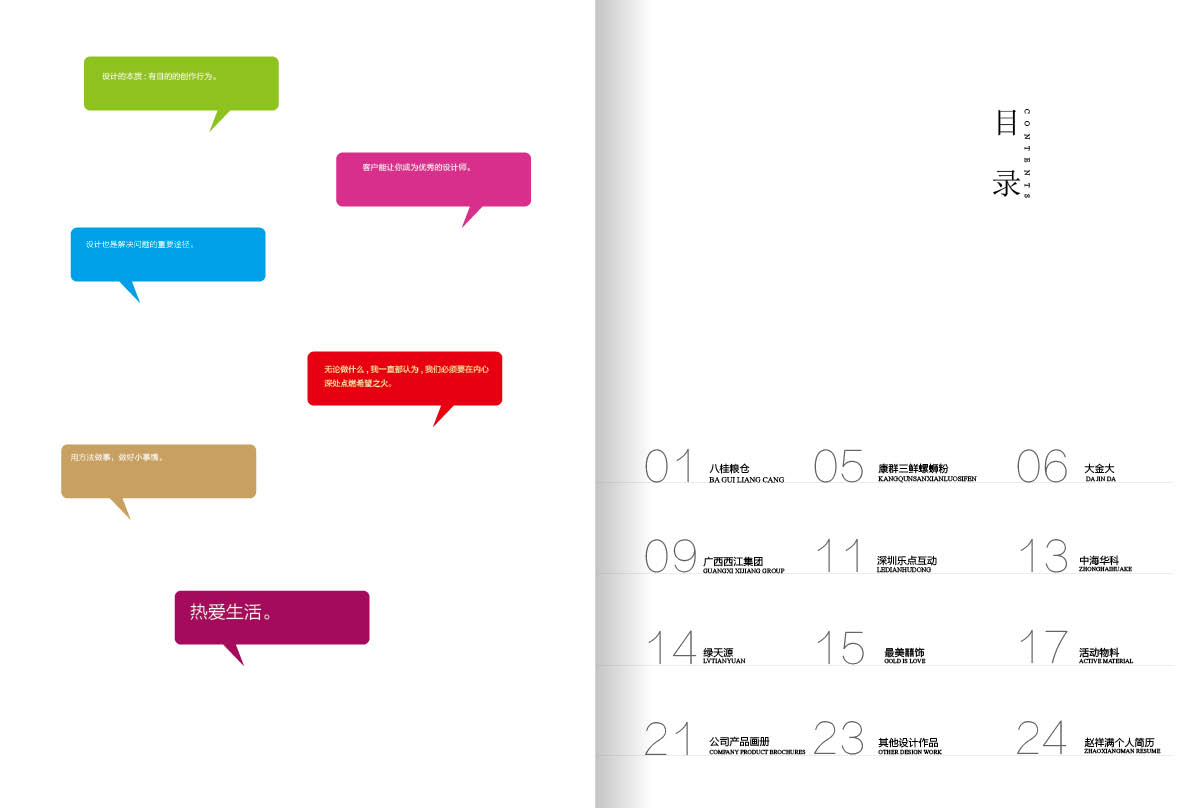 设计的本质：有目的的创作行为。
客户能让你成为优秀的设计师。
设计也是解决问题的重要途径。
无论做什么，我一直都认为，我们必须要在内心
深处点燃希望之火。
用方法做事，做好小事情。
热爱生活。
目录
CONTENTS
01 八桂粮仓
BA GUI LIANG CANG
05 康群三鲜螺蛳粉
KANGQUNSANXIANLUOSIFEN
06 大金大
DA JIN DA
09 广西西江集团
GUANGXI XIJIANG GROUP
11 深圳乐点互动
LEDIANHUDONG
13 中海华科
ZHONGHAIHUAKE
14 绿天源
LVTIANYUAN
15 最美囍饰
GOLD IS LOVE
17 活动物料
ACTIVE MATERIAL
21 公司产品画册
COMPANY PRODUCT BROCHURES
23 其他设计作品
OTHER DESIGN WORK
24 赵祥满个人简历
ZHAOXIANGMAN RESUME